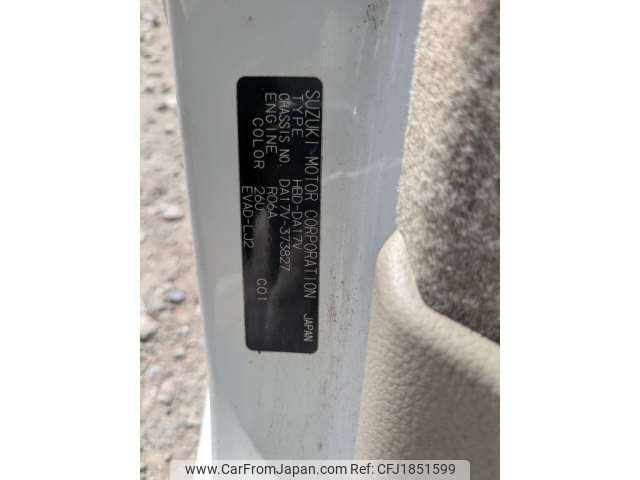 SUZUKI MOTOR CORPORATION JAPAN
TYPE HBD-DA17V
CHASSIS NO. DA17V-373827
ENGINE R06A
COLOR 26U C01
EVAD-LJ2
www.CarFromJapan.com Ref:CFJ1851599